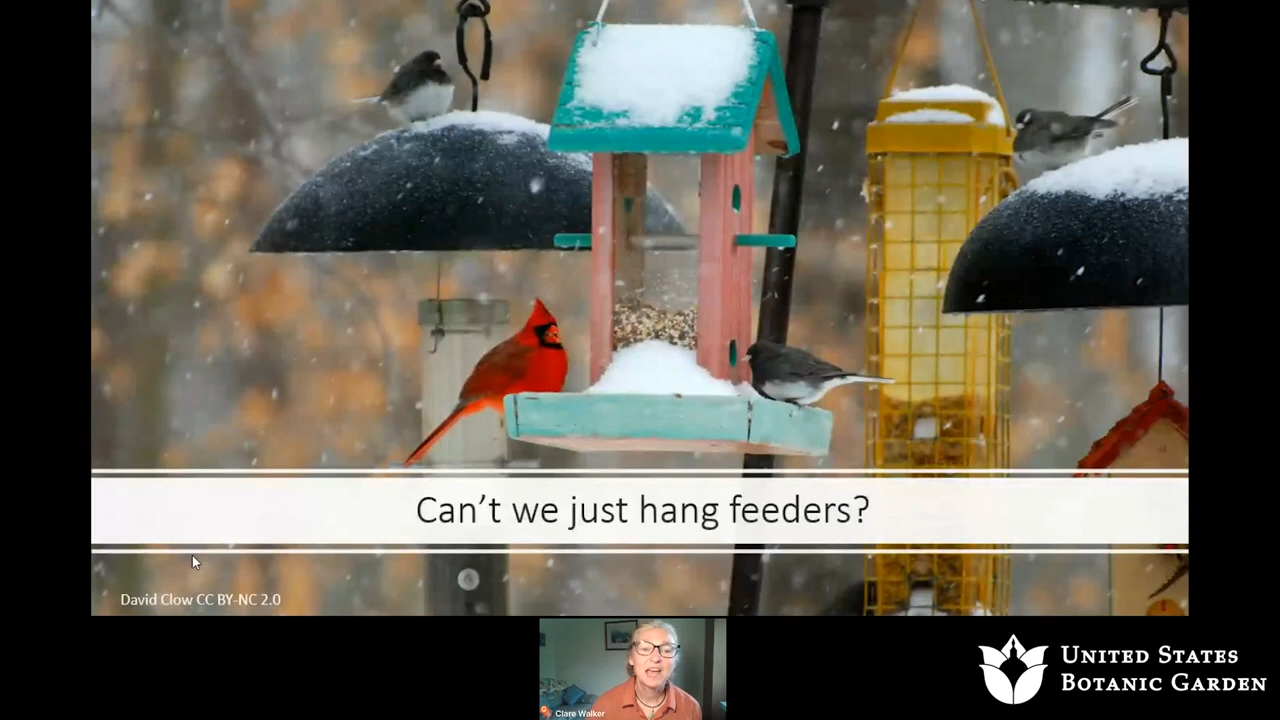 Can't we just hang feeders?
David Clow CC BY-NC 2.0
Clare Walker
UNITED STATES
BOTANIC GARDEN